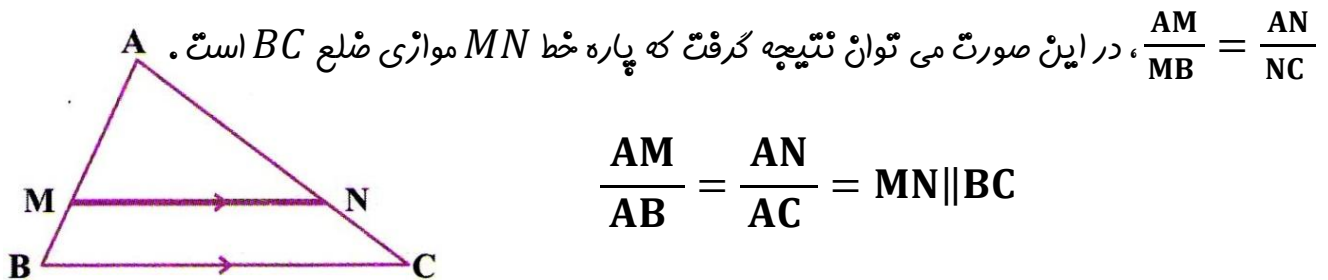 AM/MB = AN/NC، در این صورت می توان نتیجه گرفت که پاره خط MN موازی ضلع BC است.
AM/AB = AN/AC = MN∥BC
A
M N
B C